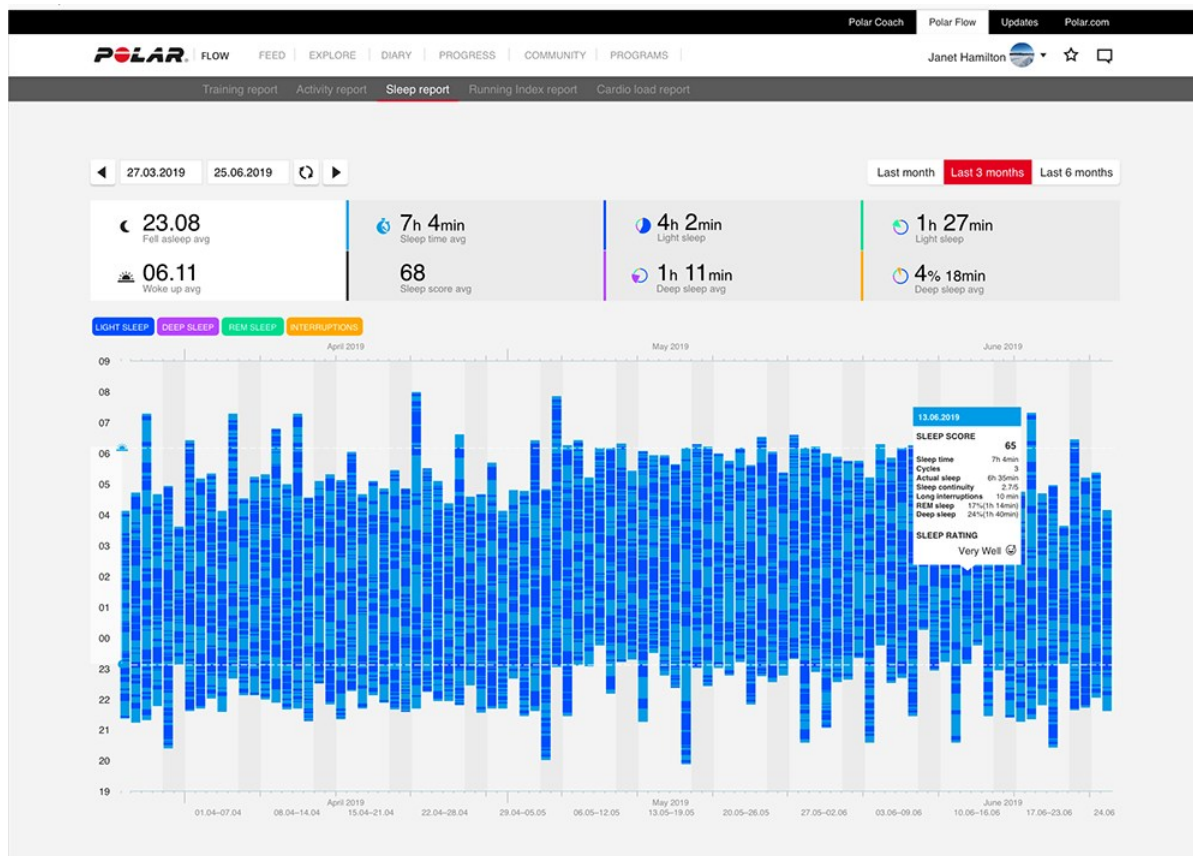 Polar Coach Polar Flow Updates Polar.com
POLAR. FLOW FEED EXPLORE DIARY PROGRESS COMMUNITY PROGRAMS Janet Hamilton
Training report Activity report Sleep report Running Index report Cardio load report
27.03.2019 25.06.2019 Last month Last 3 months Last 6 months
23.08 7h 4min 4h 2min 1h 27min
Fell asleep avg Sleep time avg Light sleep Light sleep
06.11 68 1h 11min 4% 18min
Woke up avg Sleep score avg Deep sleep avg Deep sleep avg
LIGHT SLEEP DEEP SLEEP REM SLEEP INTERRUPTIONS
April 2019 May 2019 June 2019
09
08
07
06
05
04
03
02
01
00
23
22
21
20
19
13.06.2019
SLEEP SCORE
65
Sleep time 7h 4min
Cycles 3
Actual sleep 6h 35min
Sleep continuity 2.7/5
Long interruptions 10 min
REM sleep 17%(1h 14min)
Deep sleep 24%(1h 40min)
SLEEP RATING
Very Well
April 2019 May 2019 June 2019
01.04–07.04 08.04–14.04 15.04–21.04 22.04–28.04 29.04–05.05 06.05–12.05 13.05–19.05 20.05–26.05 27.05–02.06 03.06–09.06 10.06–16.06 17.06–23.06 24.06